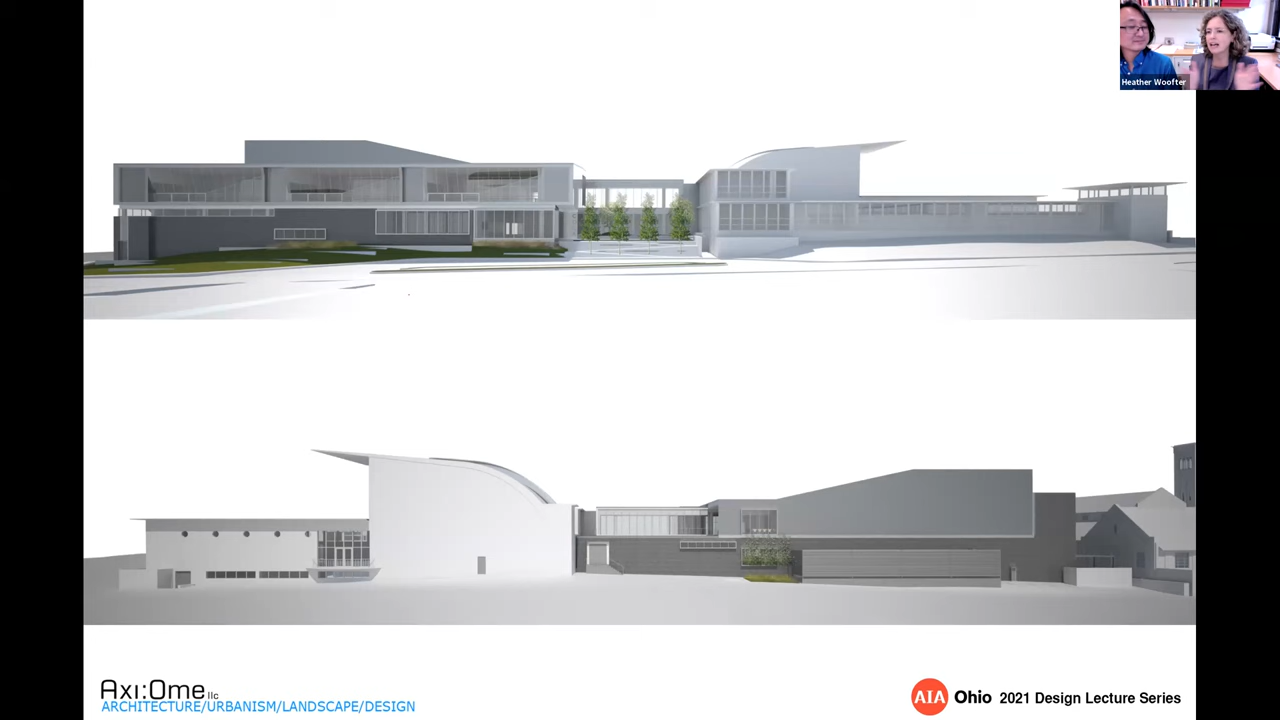 Heather Woofter
Axi:Ome llc
ARCHITECTURE/URBANISM/LANDSCAPE/DESIGN
AIA Ohio 2021 Design Lecture Series